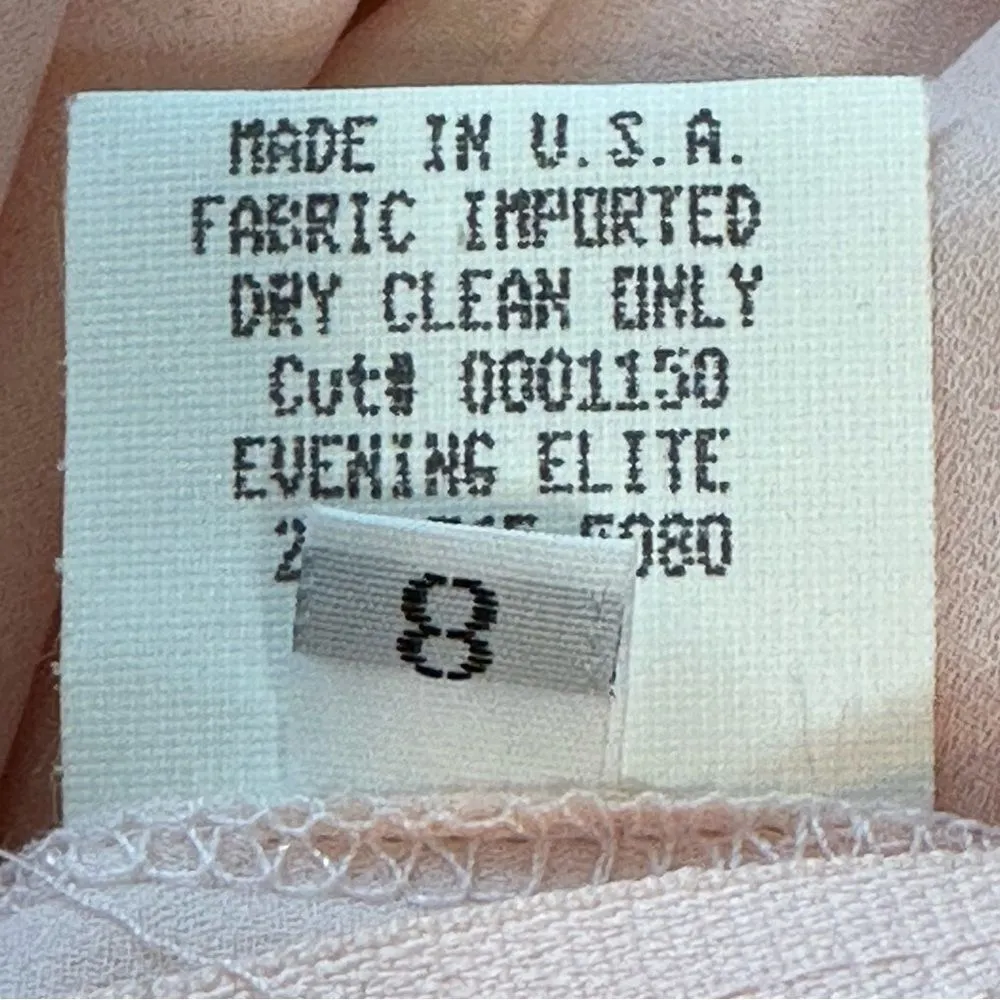 MADE IN U.S.A.
FABRIC IMPORTED
DRY CLEAN ONLY
Cut# 0001150
EVENING ELITE
8